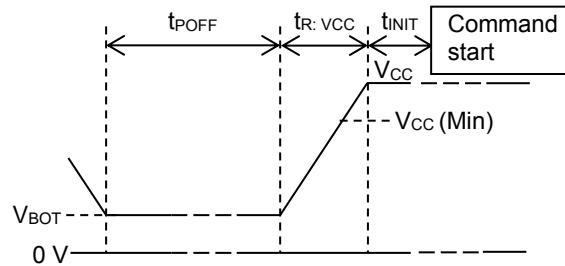 tPOFF
tR: VCC
tINIT
Command
start
VCC
VCC (Min)
VBOT
0 V